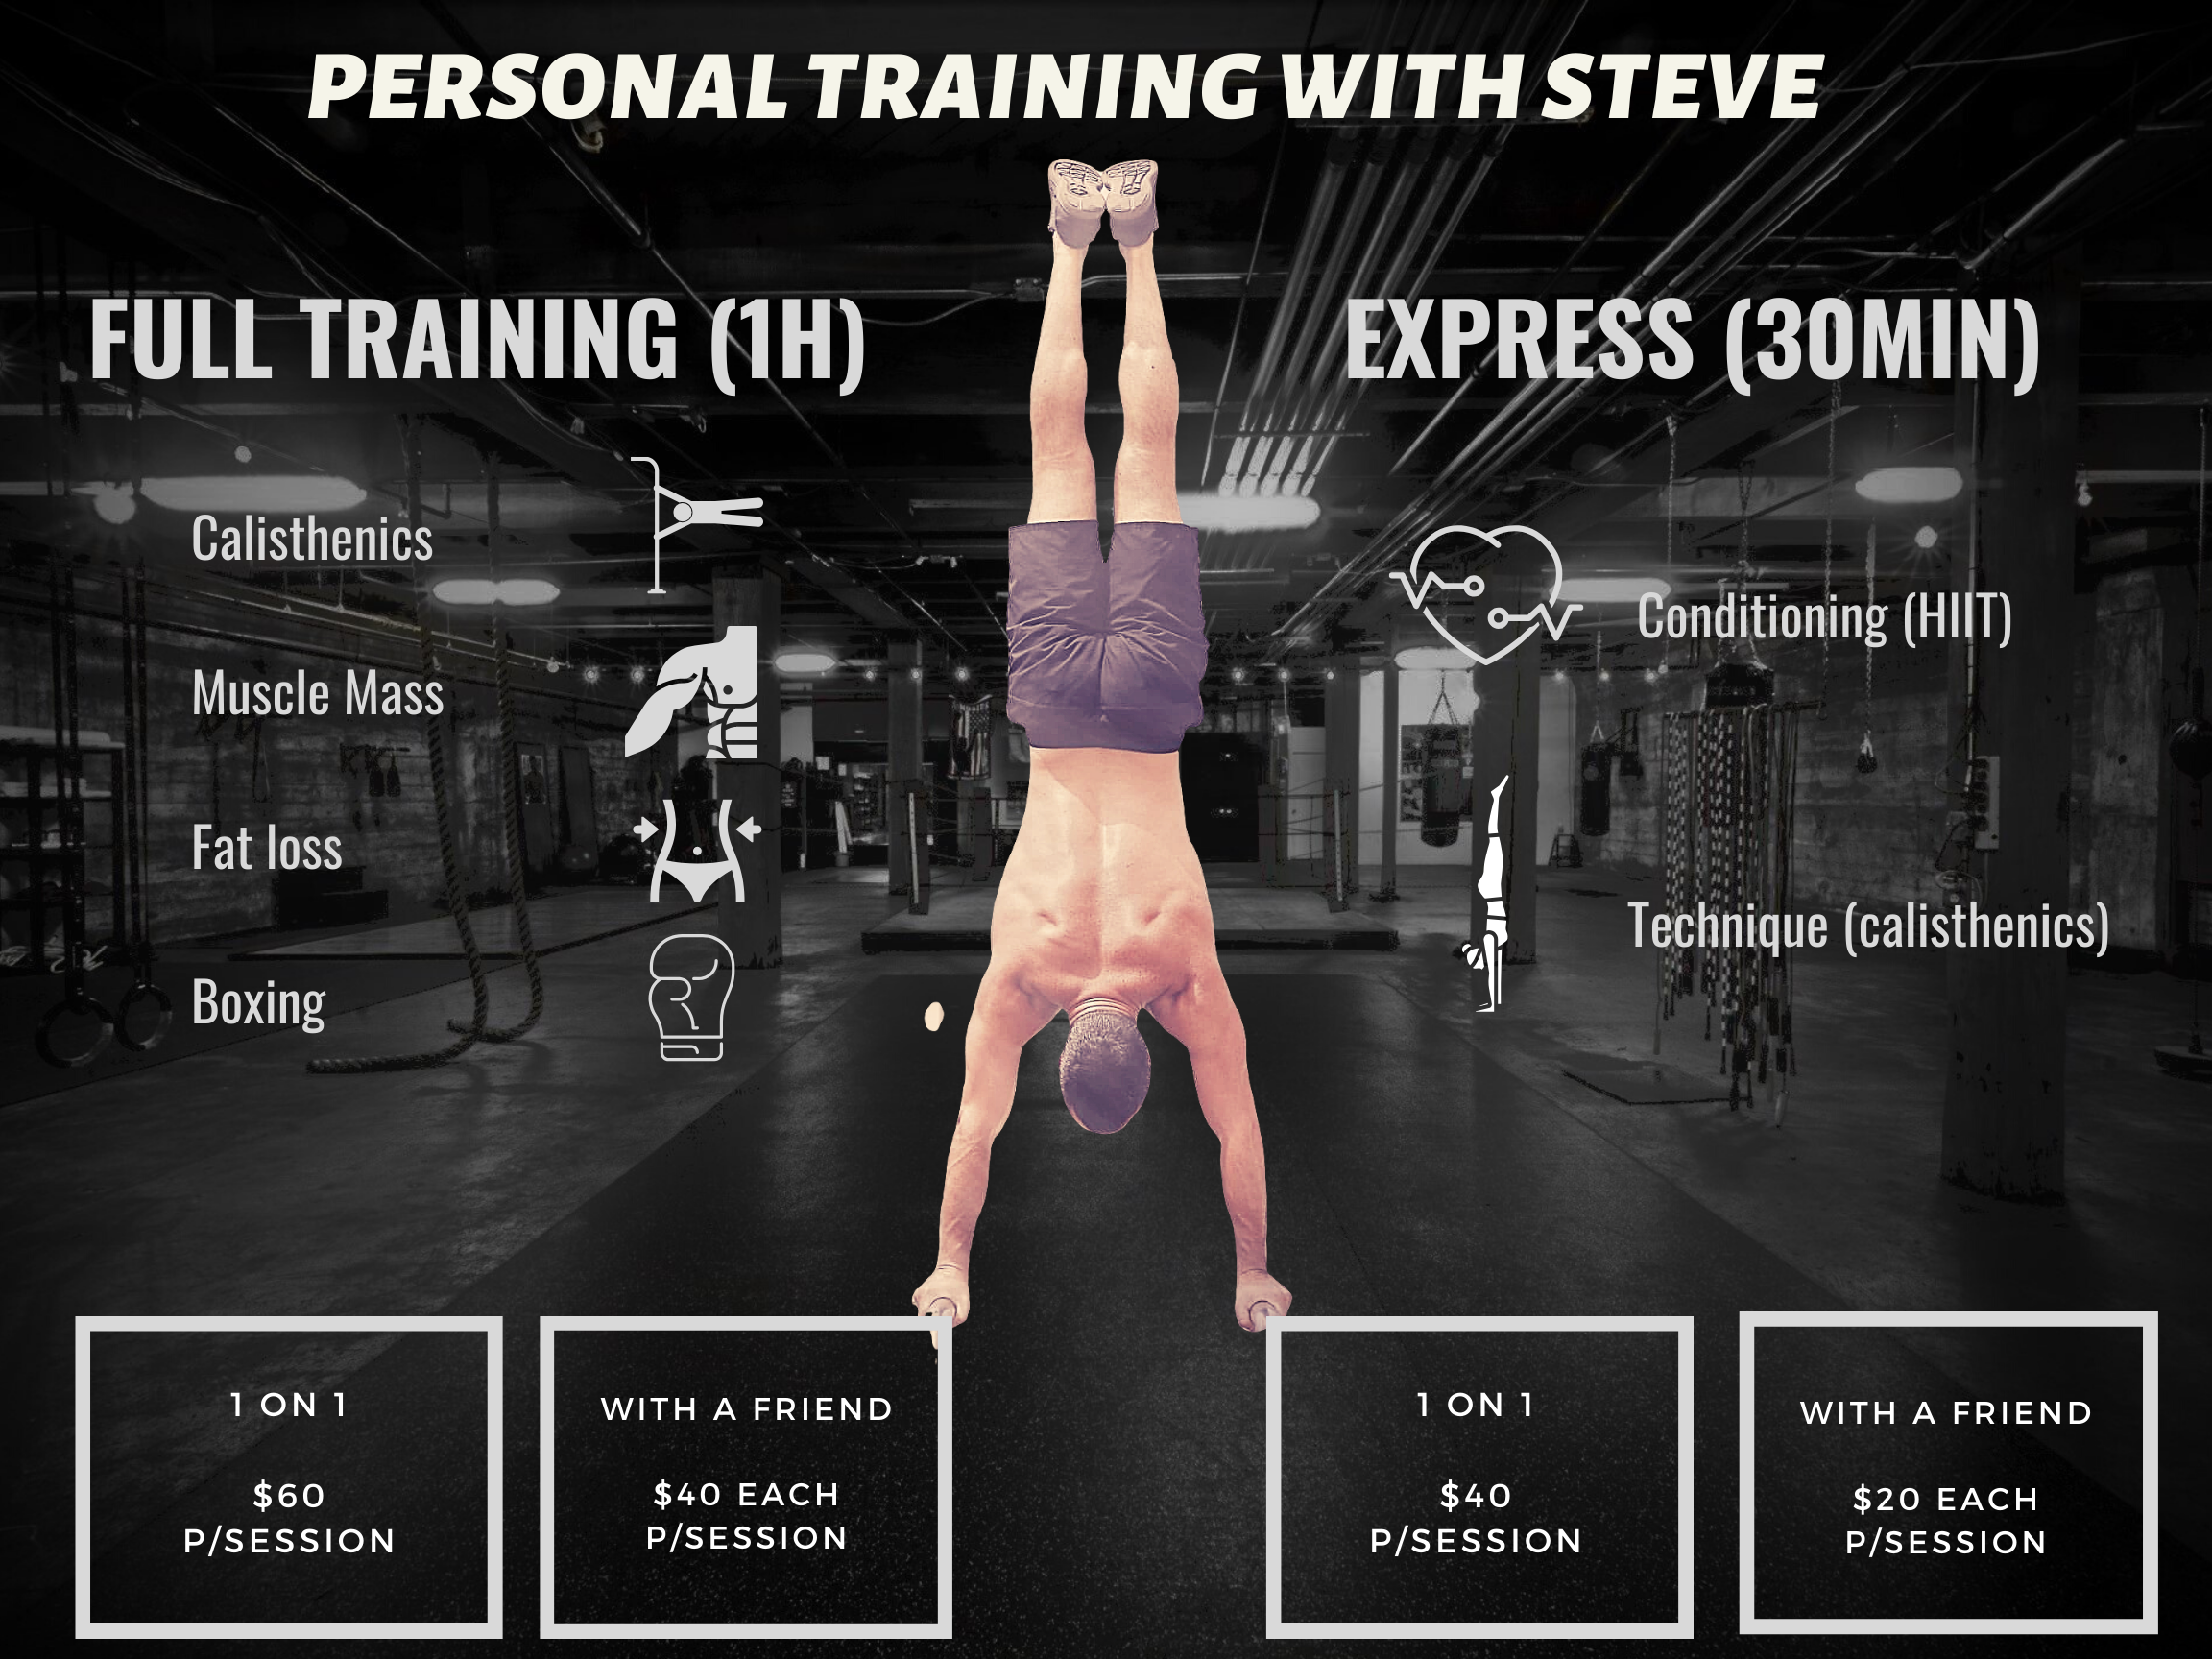 PERSONAL TRAINING WITH STEVE
FULL TRAINING (1H)
Calisthenics
Muscle Mass
Fat loss
Boxing
EXPRESS (30MIN)
Conditioning (HIIT)
Technique (calisthenics)
1 ON 1
$60
P/SESSION
WITH A FRIEND
$40 EACH
P/SESSION
1 ON 1
$40
P/SESSION
WITH A FRIEND
$20 EACH
P/SESSION